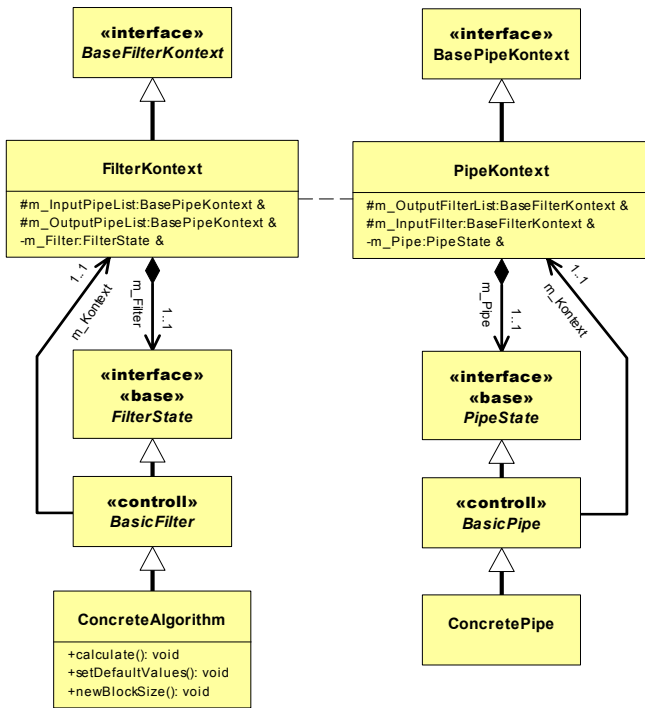 «interface»
BaseFilterKontext
«interface»
BasePipeKontext
FilterKontext
#m_InputPipeList:BasePipeKontext &
#m_OutputPipeList:BasePipeKontext &
-m_Filter:FilterState &
PipeKontext
#m_OutputFilterList:BaseFilterKontext &
#m_InputFilter:BaseFilterKontext &
-m_Pipe:PipeState &
1..1
m_Kontext
m_Filter
1..1
m_Pipe
1..1
1..1
m_Kontext
«interface»
«base»
FilterState
«interface»
«base»
PipeState
«controll»
BasicFilter
«controll»
BasicPipe
ConcreteAlgorithm
+calculate(): void
+setDefaultValues(): void
+newBlockSize(): void
ConcretePipe